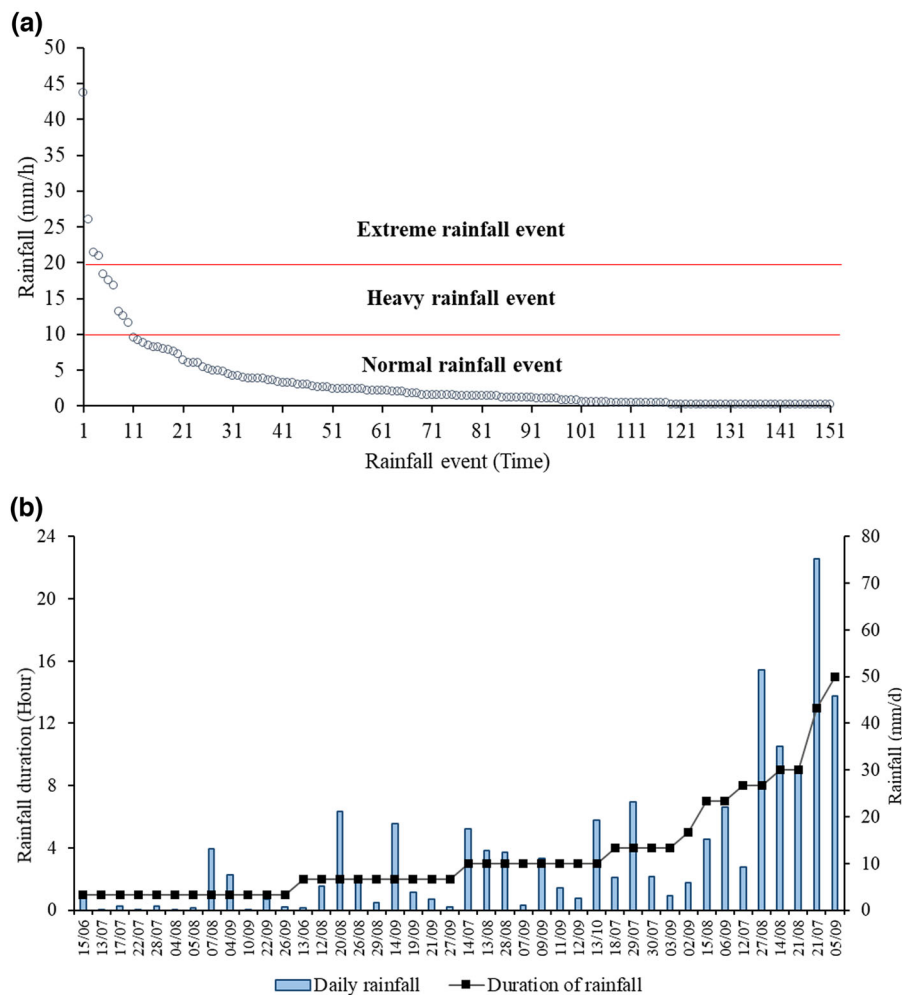 (a)
50
45
40
35
30
25
20
15
10
5
0
Rainfall (mm/h)
Extreme rainfall event
Heavy rainfall event
Normal rainfall event
1 11 21 31 41 51 61 71 81 91 101 111 121 131 141 151
Rainfall event (Time)
(b)
24
20
16
12
8
4
0
Rainfall duration (Hour)
80
70
60
50
40
30
20
10
0
Rainfall (mm/d)
15/06 13/07 17/07 22/07 28/07 04/08 05/08 07/08 04/09 10/09 22/09 26/09 13/06 12/08 20/08 26/08 29/08 14/09 19/09 21/09 27/09 14/07 13/08 28/08 07/09 09/09 11/09 12/09 13/10 18/07 29/07 30/07 03/09 02/09 15/08 06/09 12/07 27/08 14/08 21/08 21/07 05/09
Daily rainfall Duration of rainfall